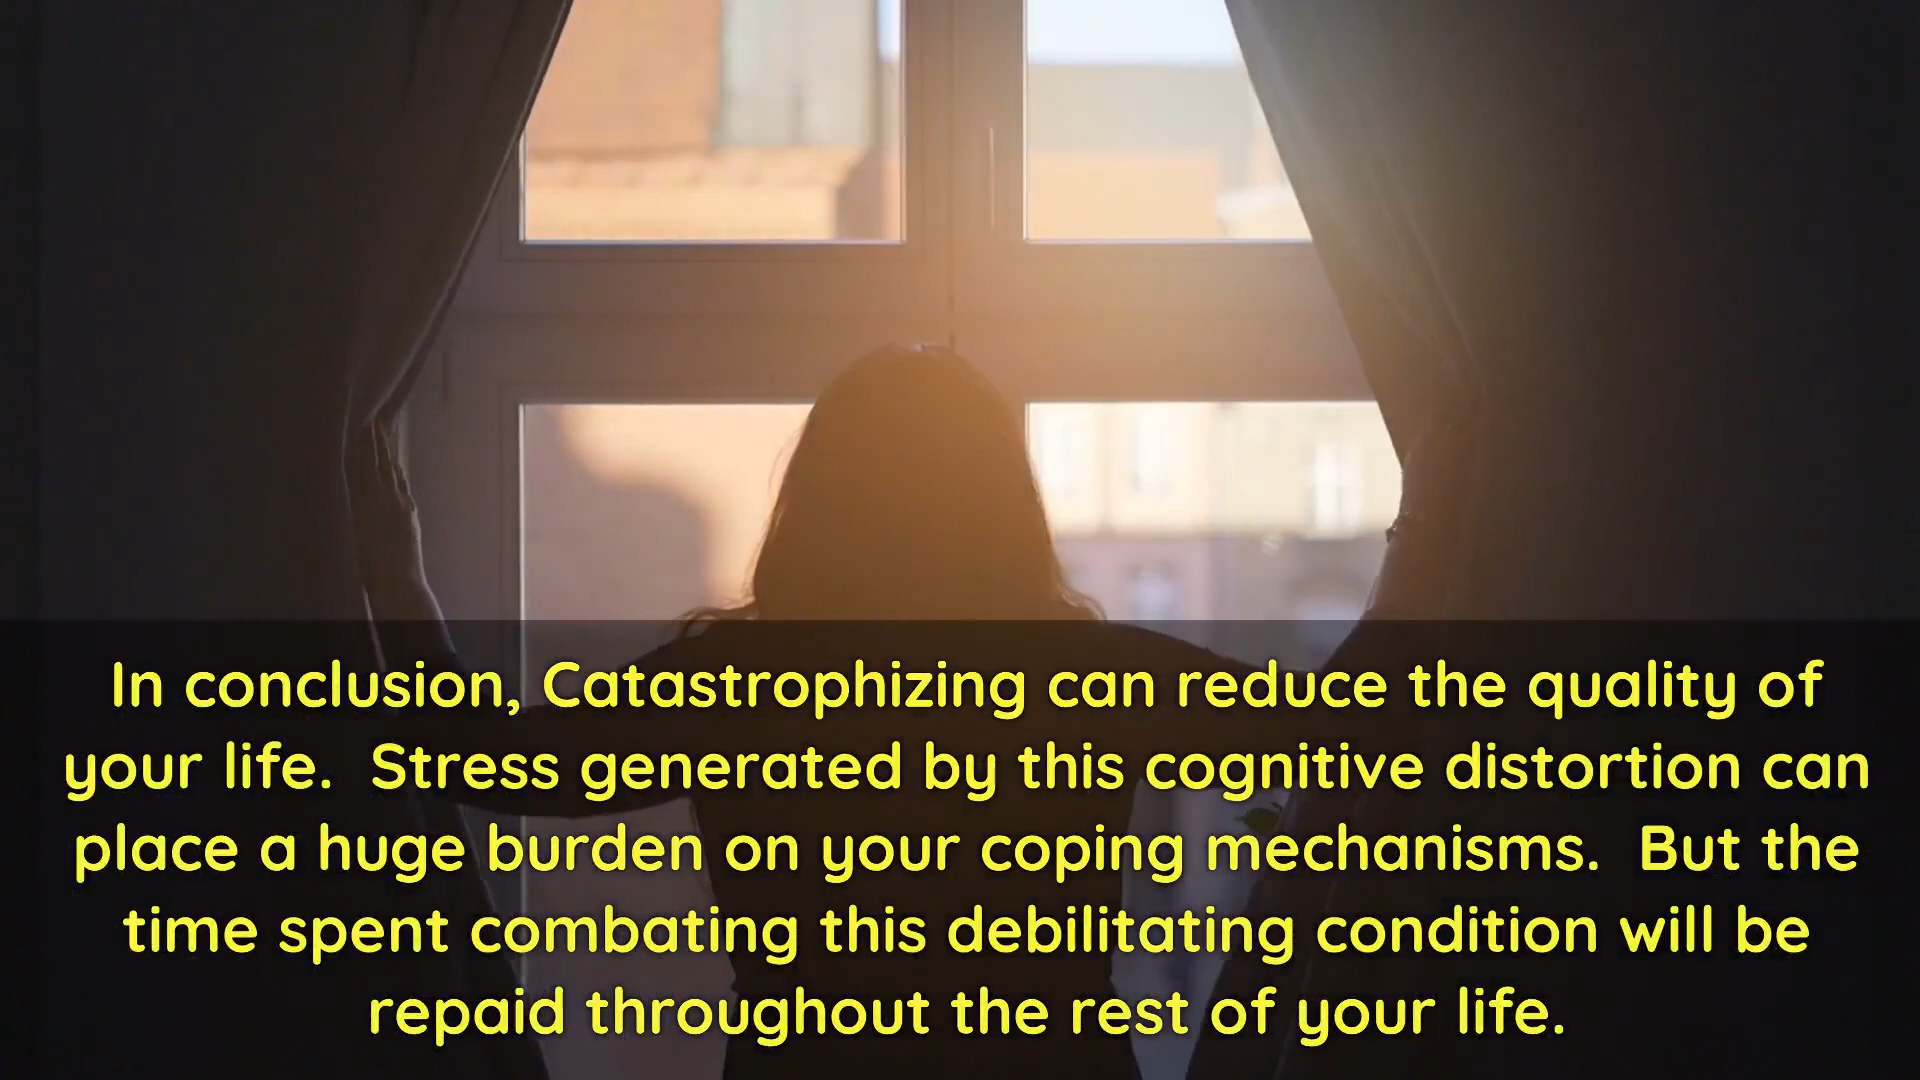 In conclusion, Catastrophizing can reduce the quality of
your life.  Stress generated by this cognitive distortion can
place a huge burden on your coping mechanisms.  But the
time spent combating this debilitating condition will be
repaid throughout the rest of your life.